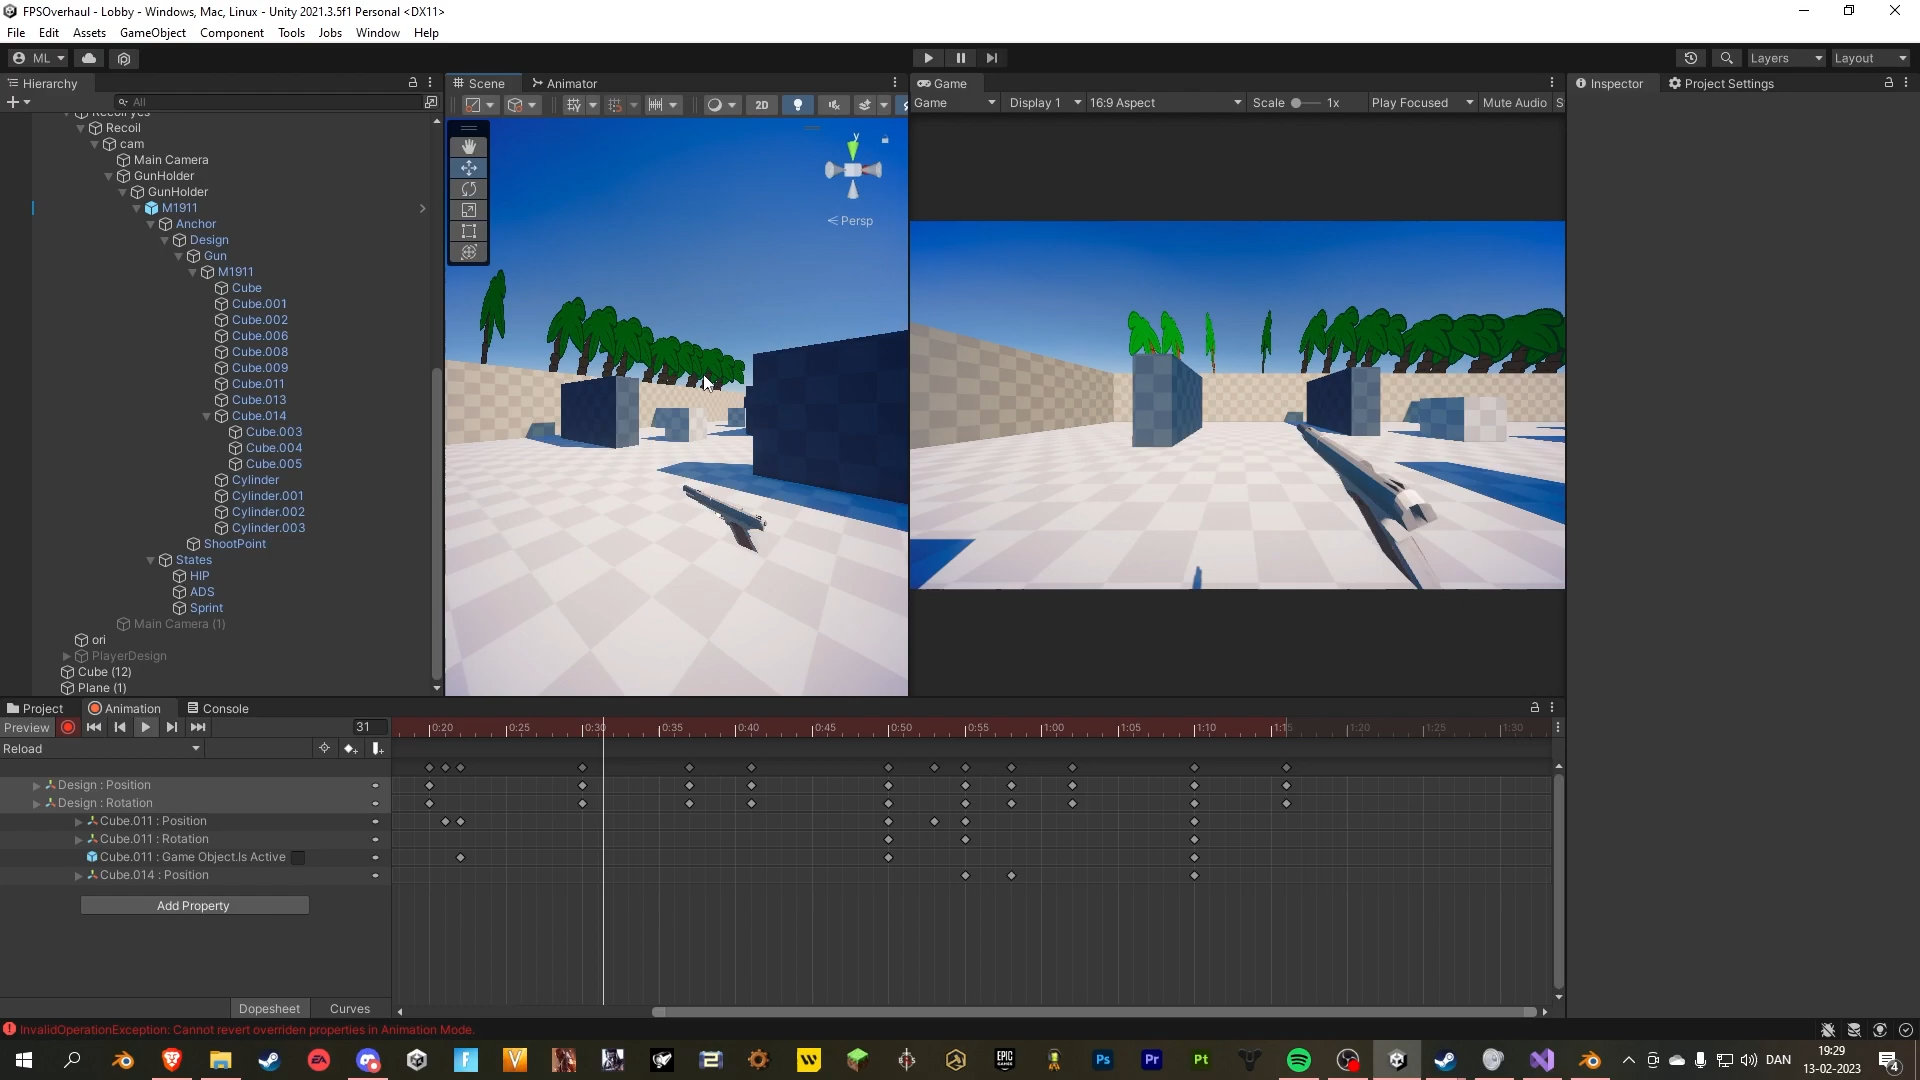 FPSOverhaul - Lobby - Windows, Mac, Linux - Unity 2021.3.5f1 Personal <DX11>
File Edit Assets GameObject Component Tools Jobs Window Help
ML Layers Layout
Hierarchy Scene Animator Game Inspector Project Settings
All 2D Game Display 1 16:9 Aspect Scale 1x Play Focused Mute Audio S
Recoil
cam
Main Camera
GunHolder
GunHolder
M1911
Anchor
Design
Gun
M1911
Cube
Cube.001
Cube.002
Cube.006
Cube.008
Cube.009
Cube.011
Cube.013
Cube.014
Cube.003
Cube.004
Cube.005
Cylinder
Cylinder.001
Cylinder.002
Cylinder.003
ShootPoint
States
HIP
ADS
Sprint
Main Camera (1)
ori
PlayerDesign
Cube (12)
Plane (1)
y
< Persp
Project Animation Console
Preview 31 0:20 0:25 0:30 0:35 0:40 0:45 0:50 0:55 1:00 1:05 1:10 1:15 1:20 1:25 1:30
Reload
Design : Position
Design : Rotation
Cube.011 : Position
Cube.011 : Rotation
Cube.011 : Game Object.Is Active
Cube.014 : Position
Add Property
Dopesheet Curves
InvalidOperationException: Cannot revert overriden properties in Animation Mode.
DAN 19:29
13-02-2023 4